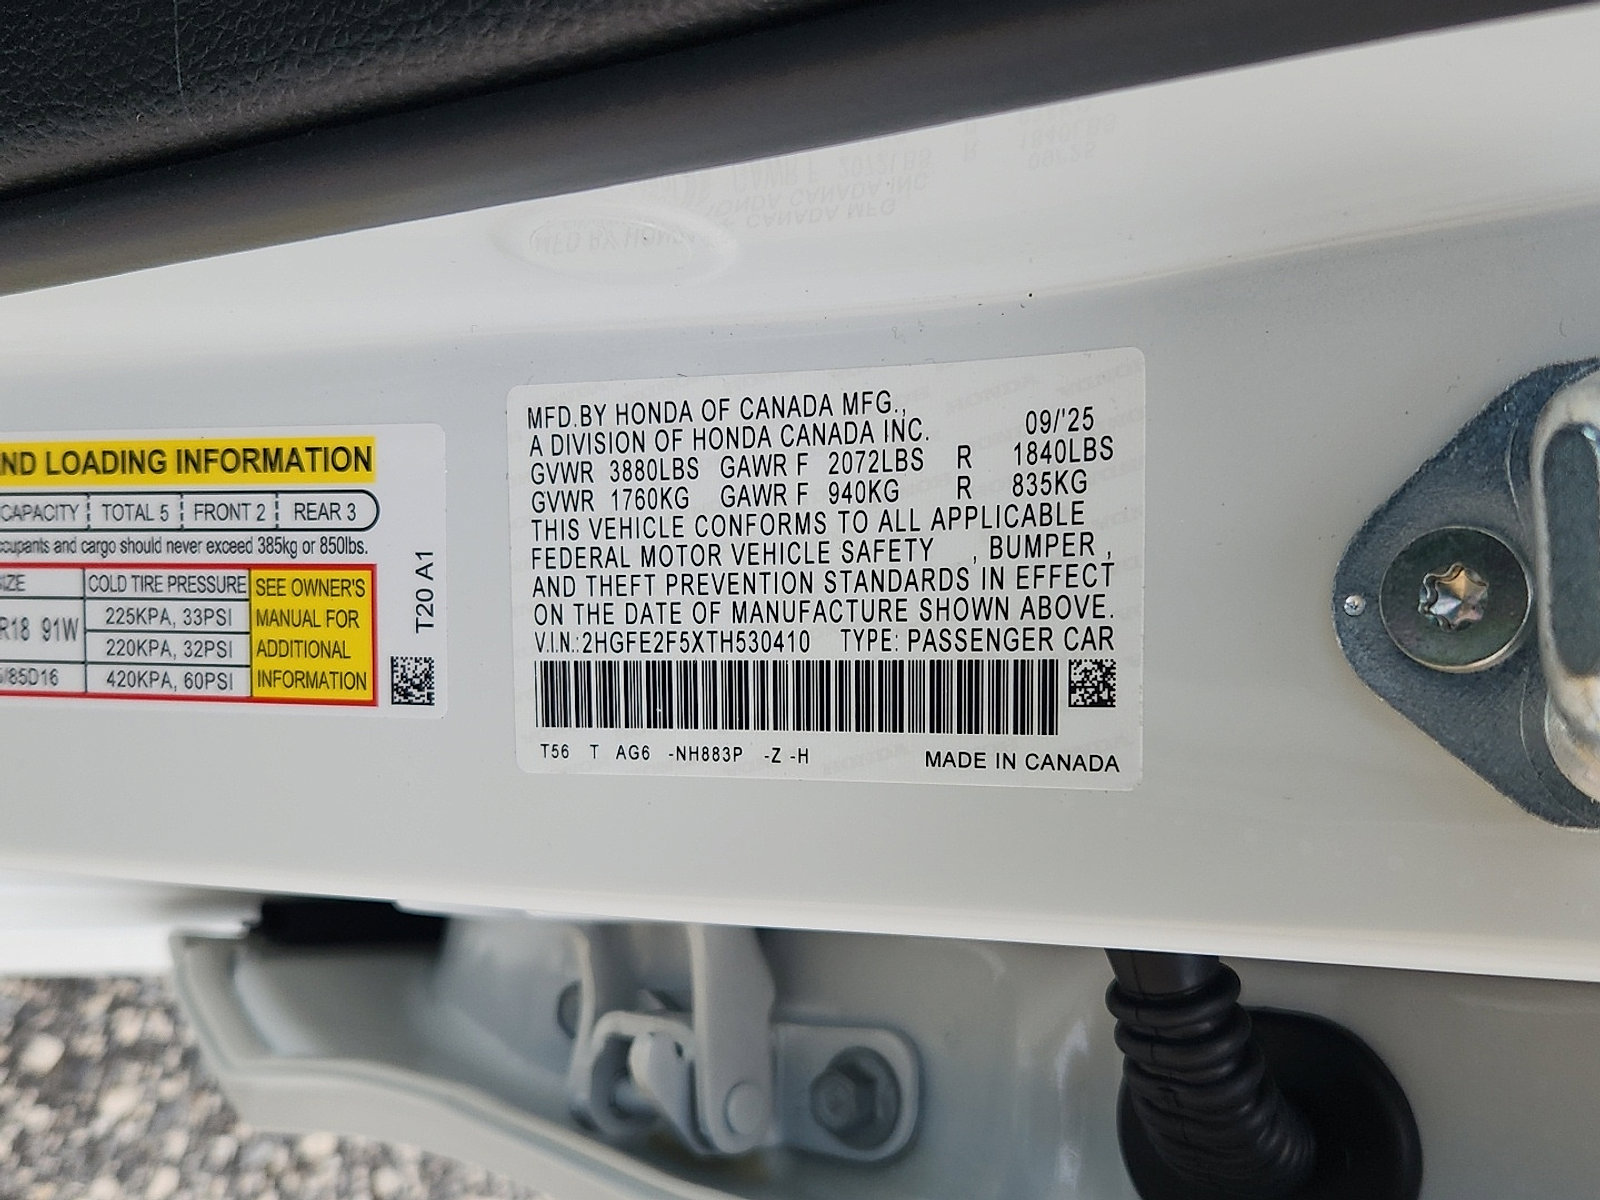 ND LOADING INFORMATION
CAPACITY TOTAL 5 FRONT 2 REAR 3
ccupants and cargo should never exceed 385kg or 850lbs.
SIZE COLD TIRE PRESSURE SEE OWNER'S
MANUAL FOR
ADDITIONAL
INFORMATION
R18 91W 225KPA, 33PSI
220KPA, 32PSI
/85D16 420KPA, 60PSI
T20 A1
MFD.BY HONDA OF CANADA MFG.,
A DIVISION OF HONDA CANADA INC. 09/'25
GVWR 3880LBS GAWR F 2072LBS R 1840LBS
GVWR 1760KG GAWR F 940KG R 835KG
THIS VEHICLE CONFORMS TO ALL APPLICABLE
FEDERAL MOTOR VEHICLE SAFETY , BUMPER ,
AND THEFT PREVENTION STANDARDS IN EFFECT
ON THE DATE OF MANUFACTURE SHOWN ABOVE.
V.I.N.:2HGFE2F5XTH530410 TYPE: PASSENGER CAR
T56 T AG6 -NH883P -Z -H MADE IN CANADA